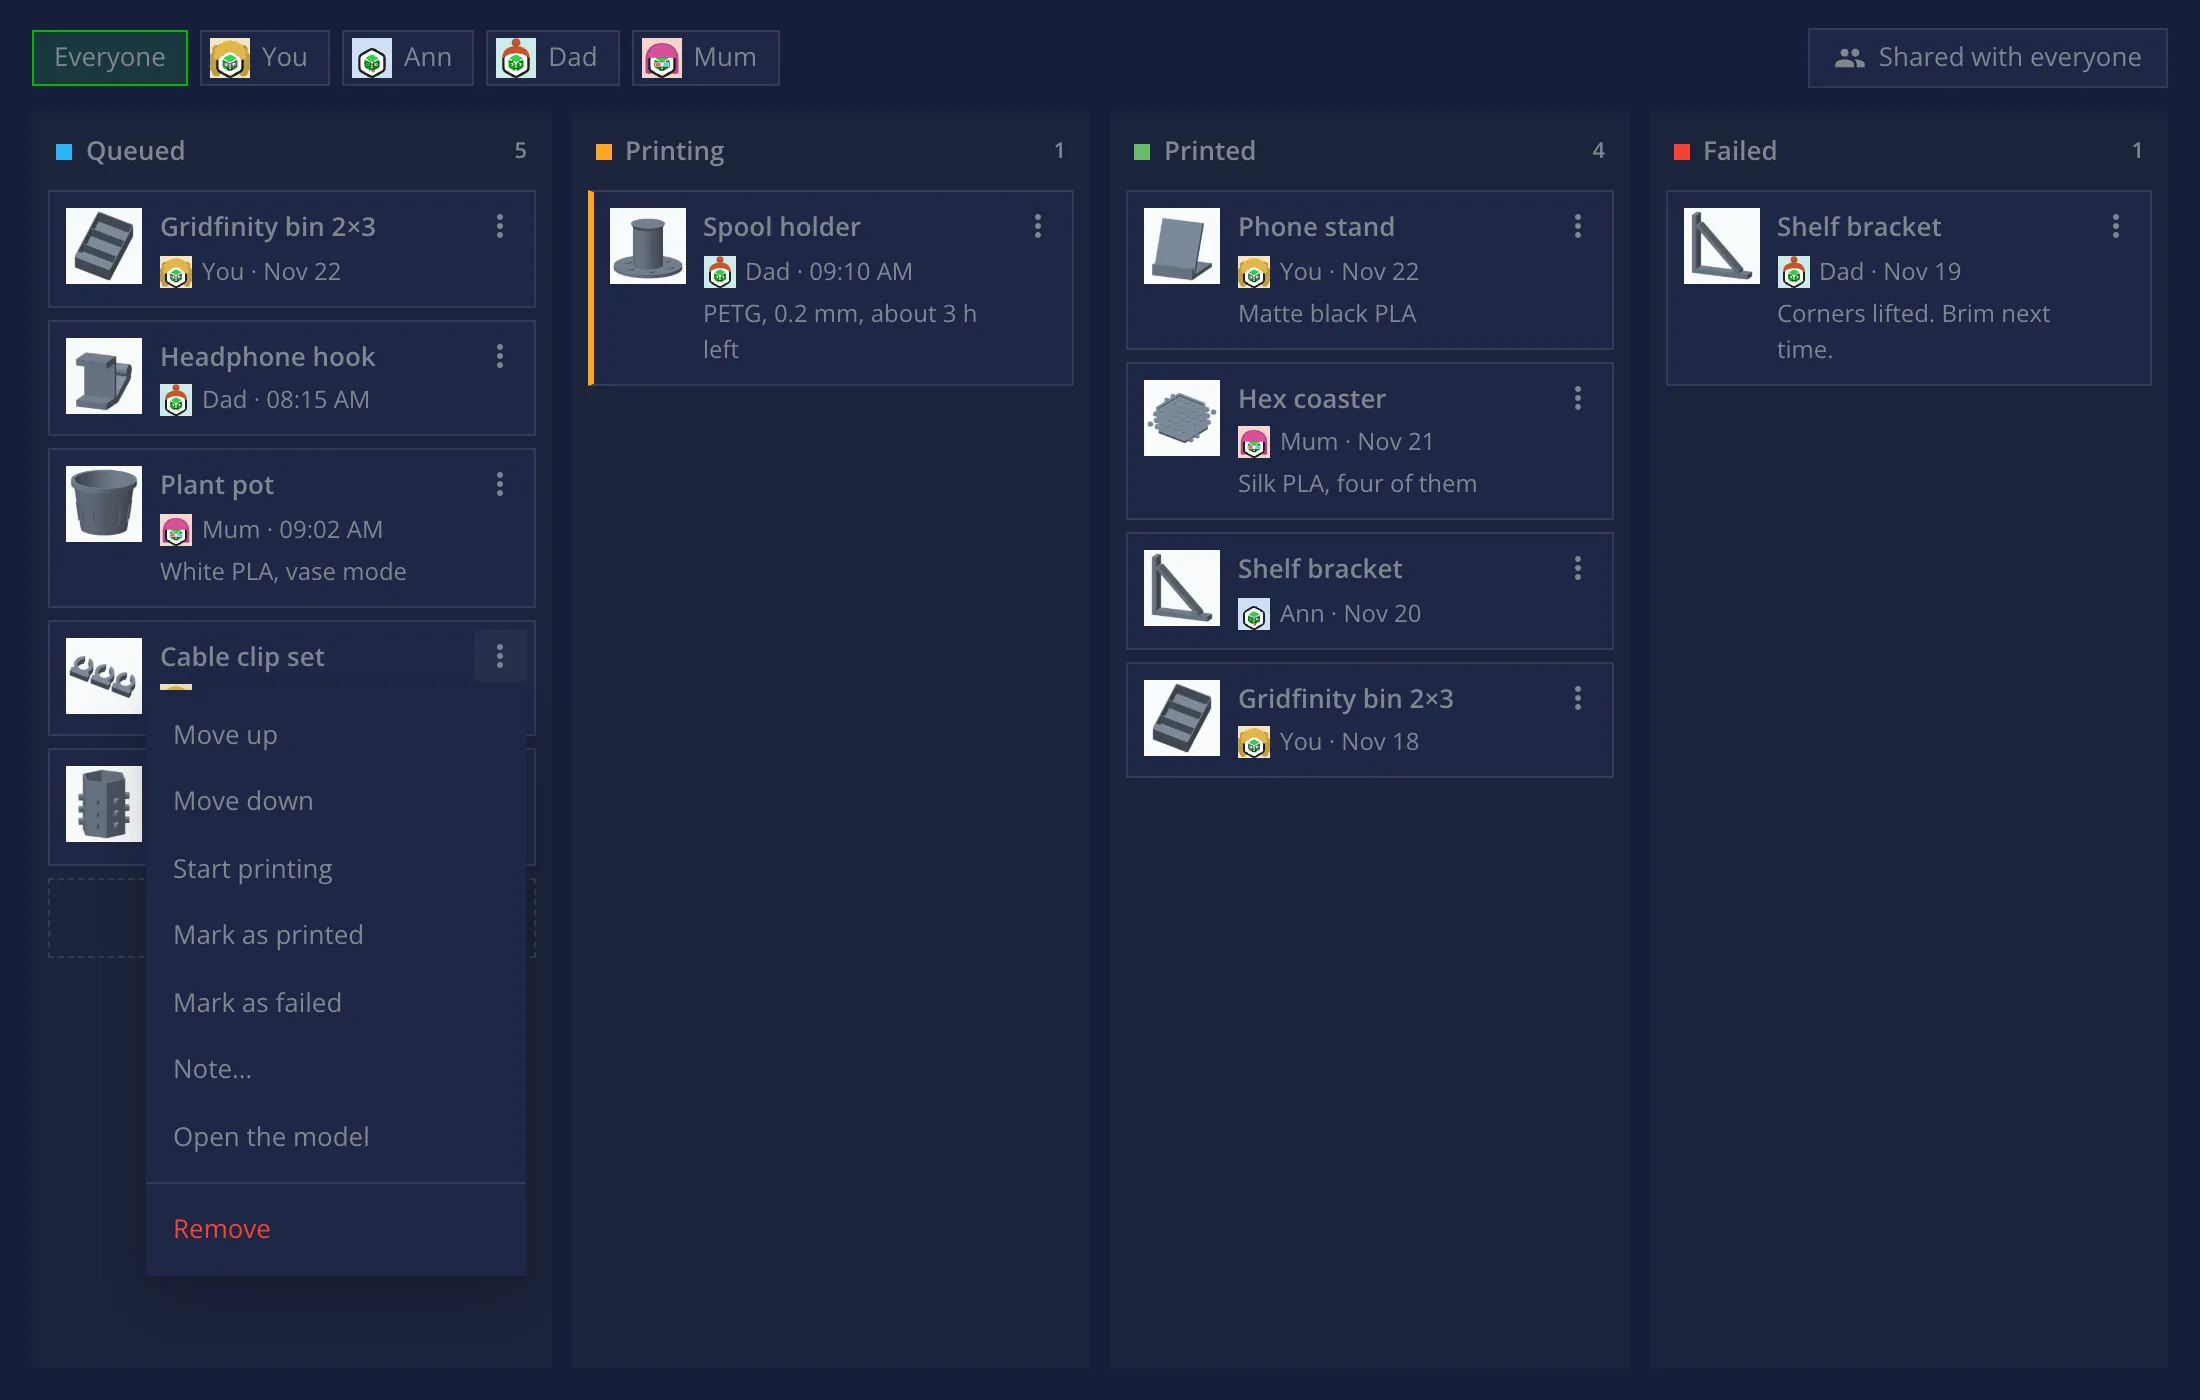 Everyone
You
Ann
Dad
Mum
Shared with everyone
Queued 5
Gridfinity bin 2×3
You · Nov 22
Headphone hook
Dad · 08:15 AM
Plant pot
Mum · 09:02 AM
White PLA, vase mode
Cable clip set
Move up
Move down
Start printing
Mark as printed
Mark as failed
Note...
Open the model
Remove
Printing 1
Spool holder
Dad · 09:10 AM
PETG, 0.2 mm, about 3 h
left
Printed 4
Phone stand
You · Nov 22
Matte black PLA
Hex coaster
Mum · Nov 21
Silk PLA, four of them
Shelf bracket
Ann · Nov 20
Gridfinity bin 2×3
You · Nov 18
Failed 1
Shelf bracket
Dad · Nov 19
Corners lifted. Brim next
time.